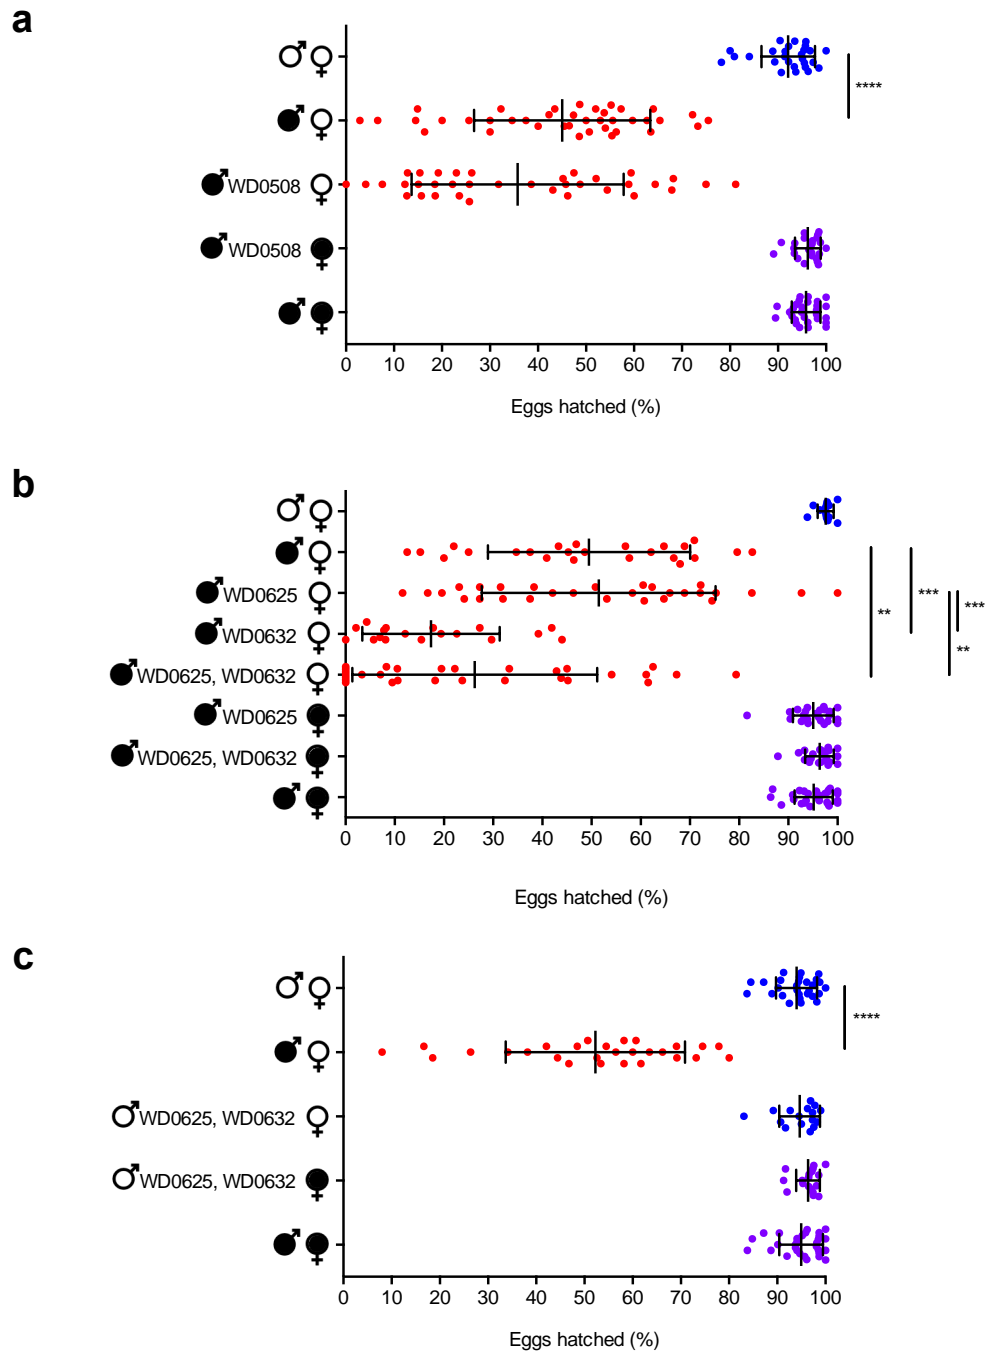 a
♂ ♀
****
♂ ♀
♂ WD0508 ♀
♂ WD0508 ♀
♂ ♀
0 10 20 30 40 50 60 70 80 90 100
Eggs hatched (%)
b
♂ ♀
♂ ♀
♂ WD0625 ♀
** *** ***
♂ WD0632 ♀
**
♂ WD0625, WD0632 ♀
♂ WD0625 ♀
♂ WD0625, WD0632 ♀
♂ ♀
0 10 20 30 40 50 60 70 80 90 100
Eggs hatched (%)
c
♂ ♀
****
♂ ♀
♂ WD0625, WD0632 ♀
♂ WD0625, WD0632 ♀
♂ ♀
0 10 20 30 40 50 60 70 80 90 100
Eggs hatched (%)